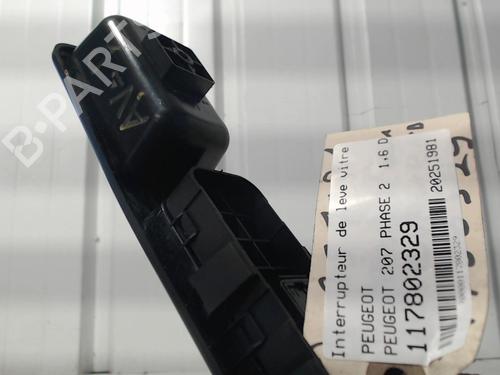 B-PARTS
Interrupteur de leve vitre
PEUGEOT
PEUGEOT 207 PHASE 2 1.6 D
117802329
20251981